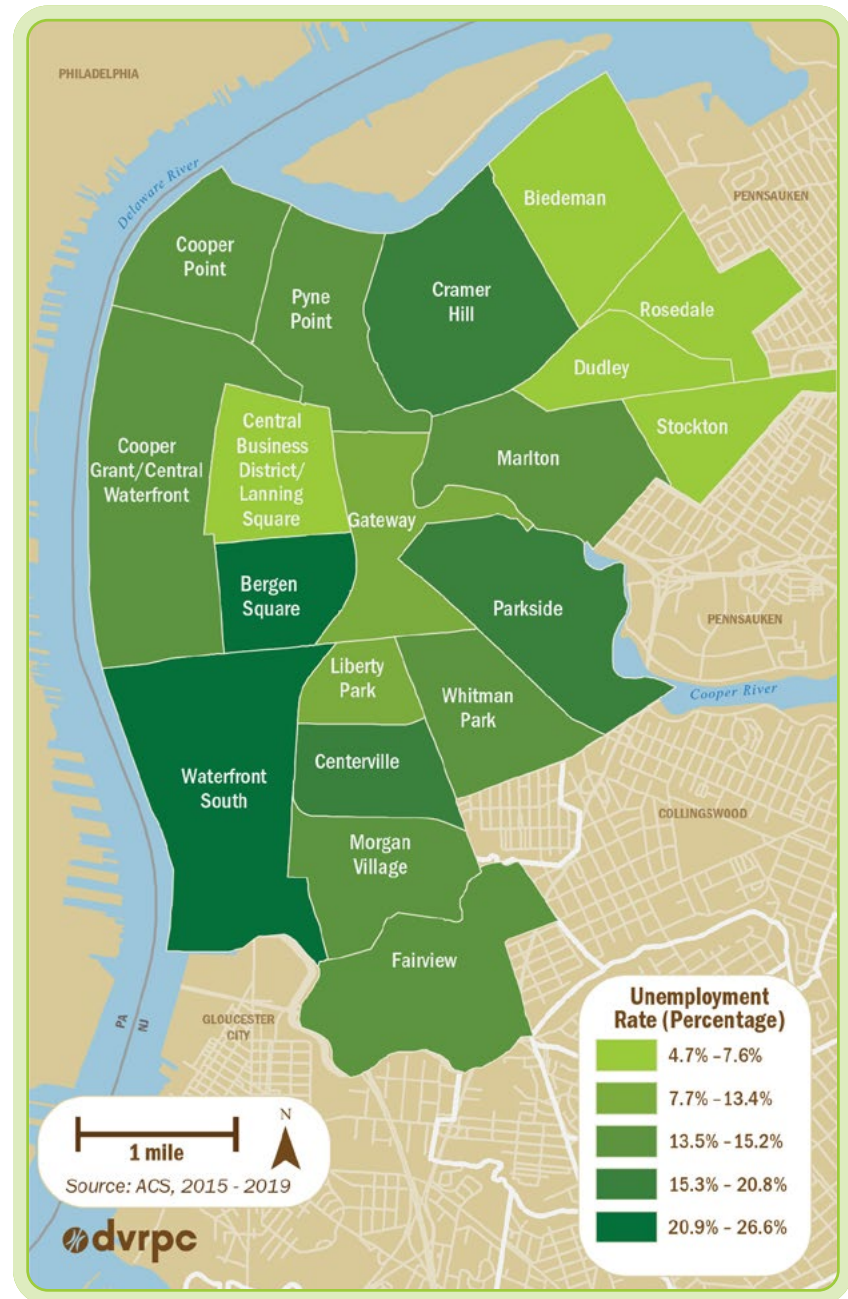 PHILADELPHIA
Delaware River
PENNSAUKEN
Biedeman
Cooper
Point
Pyne
Point
Cramer
Hill
Rosedale
Dudley
Stockton
Central
Business
District/
Lanning
Square
Cooper
Grant/Central
Waterfront
Marlton
Gateway
Bergen
Square
Parkside
PENNSAUKEN
Liberty
Park
Whitman
Park
Cooper River
Waterfront
South
Centerville
COLLINGSWOOD
Morgan
Village
Fairview
GLOUCESTER
CITY
PA
NJ
Unemployment
Rate (Percentage)
4.7% – 7.6%
7.7% – 13.4%
13.5% – 15.2%
15.3% – 20.8%
20.9% – 26.6%
1 mile
N
Source: ACS, 2015 - 2019
dvrpc